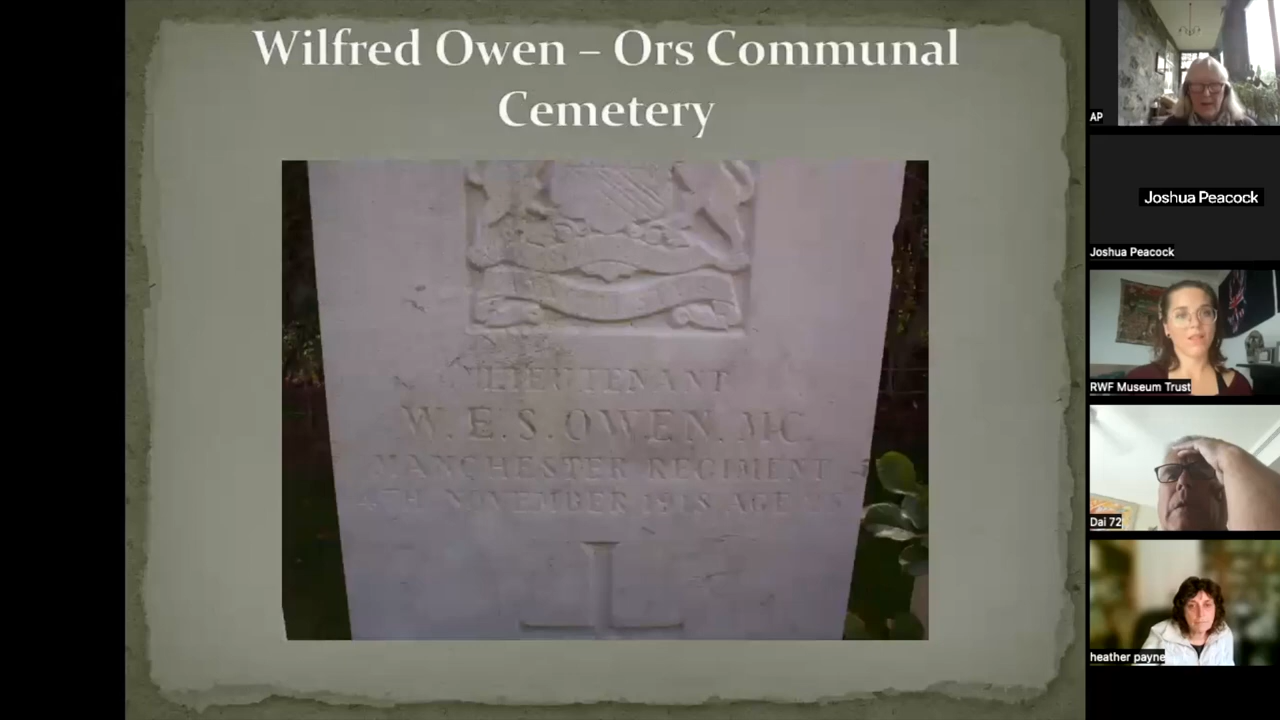 Wilfred Owen – Ors Communal
Cemetery
LIEUTENANT
W.E.S. OWEN. MC
MANCHESTER REGIMENT
4TH NOVEMBER 1918 AGE
AP
Joshua Peacock
Joshua Peacock
RWF Museum Trust
Dai 72
heather payne